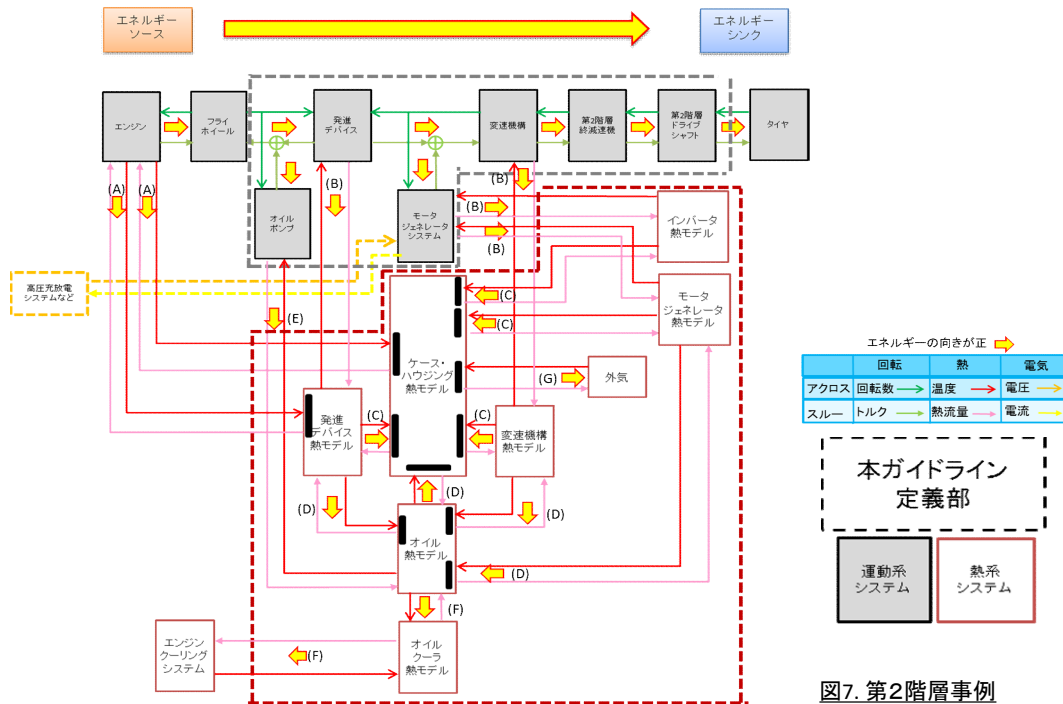 エネルギー
ソース
エネルギー
シンク
エンジン
フライ
ホイール
発進
デバイス
変速機構
第2階層
終減速機
第2階層
ドライブ
シャフト
タイヤ
(A)
(A)
(B)
(B)
オイル
ポンプ
モータ
ジェネレータ
システム
(B)
(B)
インバータ
熱モデル
高圧充放電
システムなど
(E)
(C)
(C)
モータ
ジェネレータ
熱モデル
ケース・
ハウジング
熱モデル
(G)
外気
発進
デバイス
熱モデル
(C)
(C)
変速機構
熱モデル
(D)
(D)
(D)
オイル
熱モデル
(D)
(F)
エンジン
クーリング
システム
(F)
オイル
クーラ
熱モデル
エネルギーの向きが正
回転 熱 電気
アクロス 回転数 温度 電圧
スルー トルク 熱流量 電流
本ガイドライン
定義部
運動系
システム
熱系
システム
図7. 第2階層事例